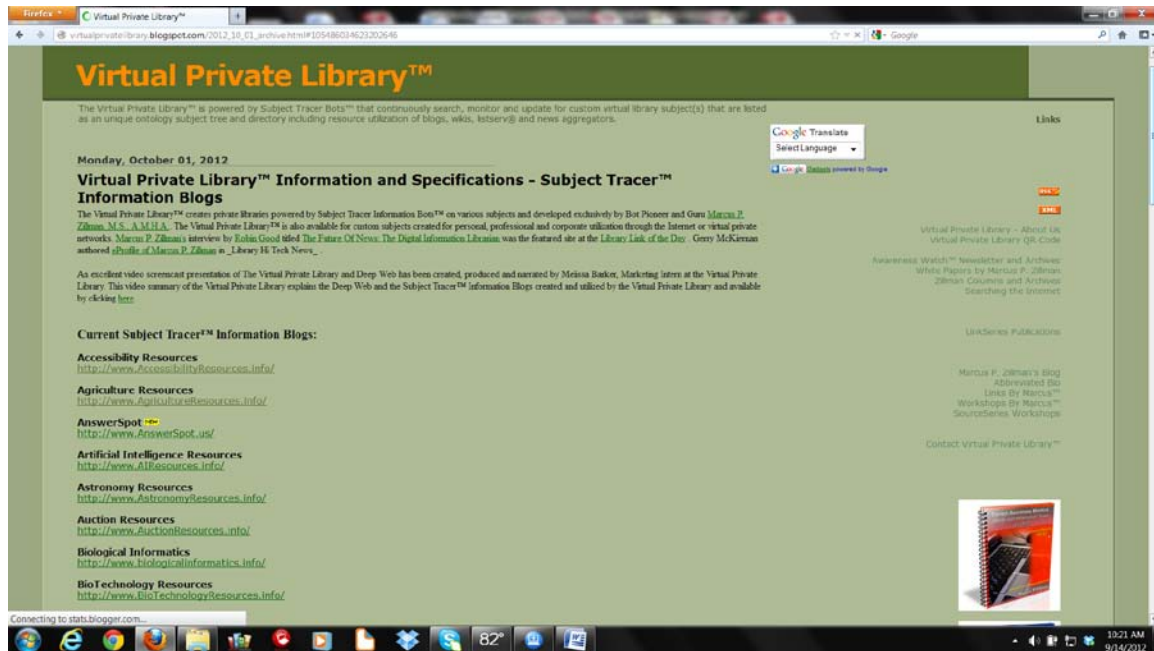 Firefox
Virtual Private Library™
virtualprivatelibrary.blogspot.com/2012_10_01_archive.html#105486034623202646
Google
Virtual Private Library™
The Virtual Private Library™ is powered by Subject Tracer Bots™ that continuously search, monitor and update for custom virtual library subject(s) that are listed
as an unique ontology subject tree and directory including resource utilization of blogs, wikis, listserv@ and news aggregators.
Links
Google Translate
Select Language
powered by Google
Monday, October 01, 2012
Virtual Private Library™ Information and Specifications - Subject Tracer™
Information Blogs
The Virtual Private Library™ creates private libraries powered by Subject Tracer Information Bots™ on various subjects and developed exclusively by Bot Pioneer and Guru Marcus P.
Zillman, M.S., A.M.H.A. The Virtual Private Library™ is also available for custom subjects created for personal, professional and corporate utilization through the Internet or virtual private
networks. Marcus P. Zillman's interview by Robin Good titled The Future Of News: The Digital Information Librarian was the featured site at the Library Link of the Day. Gerry McKiernan
authored eProfile of Marcus P. Zillman in _Library Hi Tech News_.
As excellent video screencast presentation of The Virtual Private Library and Deep Web has been created, produced and narrated by Meissa Barker, Marketing Intern at the Virtual Private
Library. This video summary of the Virtual Private Library explains the Deep Web and the Subject Tracer™ Information Blogs created and utilized by the Virtual Private Library and available
by clicking here
XML
Virtual Private Library - About Us
Virtual Private Library QR-Code
Awareness Watch™ Newsletter and Archives
White Papers by Marcus P. Zillman
Zillman Columns and Archives
Searching the Internet
LinkSeries Publications
Marcus P. Zillman's Blog
Abbreviated Bio
Links By Marcus™
Workshops By Marcus™
SourceSeries Workshops
Contact Virtual Private Library™
Current Subject Tracer™ Information Blogs:
Accessibility Resources
http://www.AccessibilityResources.info/
Agriculture Resources
http://www.AgricultureResources.info/
AnswerSpot NEW
http://www.AnswerSpot.us/
Artificial Intelligence Resources
http://www.AIResources.info/
Astronomy Resources
http://www.AstronomyResources.info/
Auction Resources
http://www.AuctionResources.info/
Biological Informatics
http://www.biologicalinformatics.info/
BioTechnology Resources
http://www.BioTechnologyResources.info/
Connecting to stats.blogger.com...
82°
10:21 AM
9/14/2012